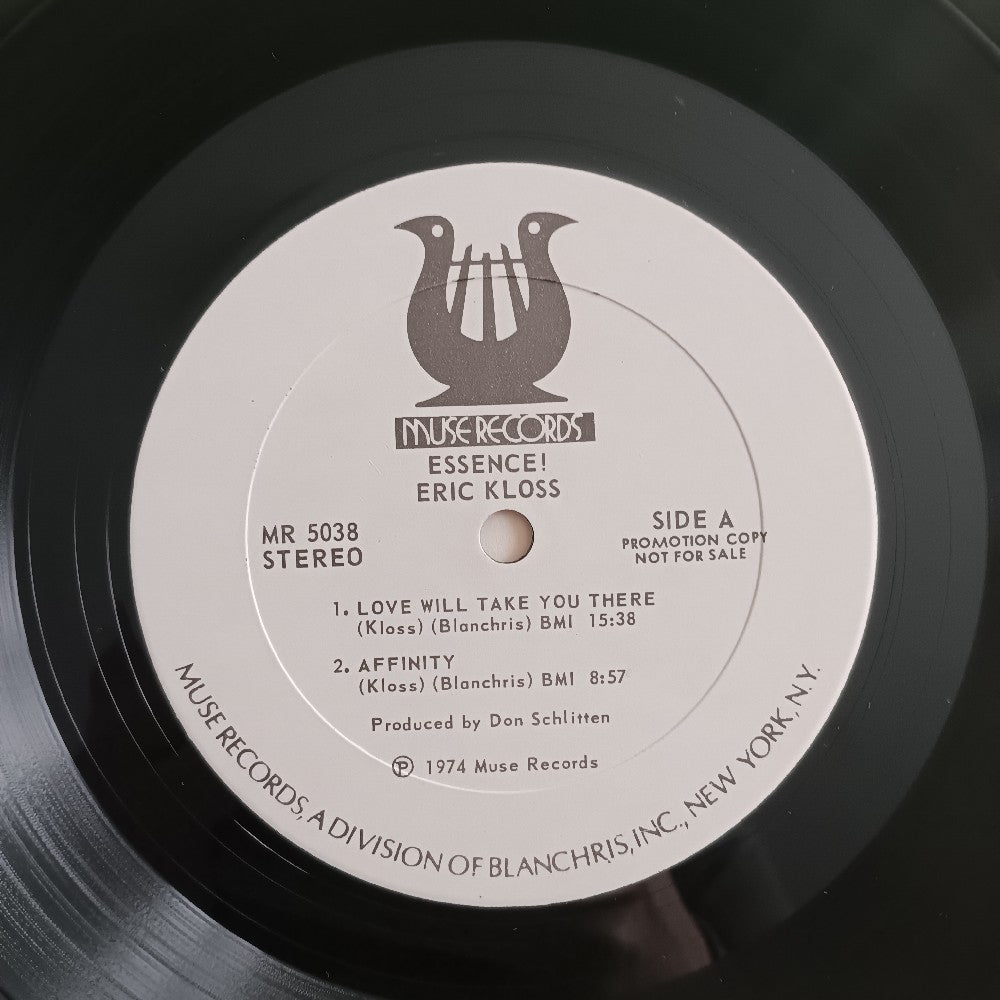 MUSE RECORDS
ESSENCE!
ERIC KLOSS
MR 5038
STEREO
SIDE A
PROMOTION COPY
NOT FOR SALE
1. LOVE WILL TAKE YOU THERE
(Kloss) (Blanchris) BMI 15:38
2. AFFINITY
(Kloss) (Blanchris) BMI 8:57
Produced by Don Schlitten
Ⓟ 1974 Muse Records
MUSE RECORDS, A DIVISION OF BLANCHRIS, INC., NEW YORK, N.Y.